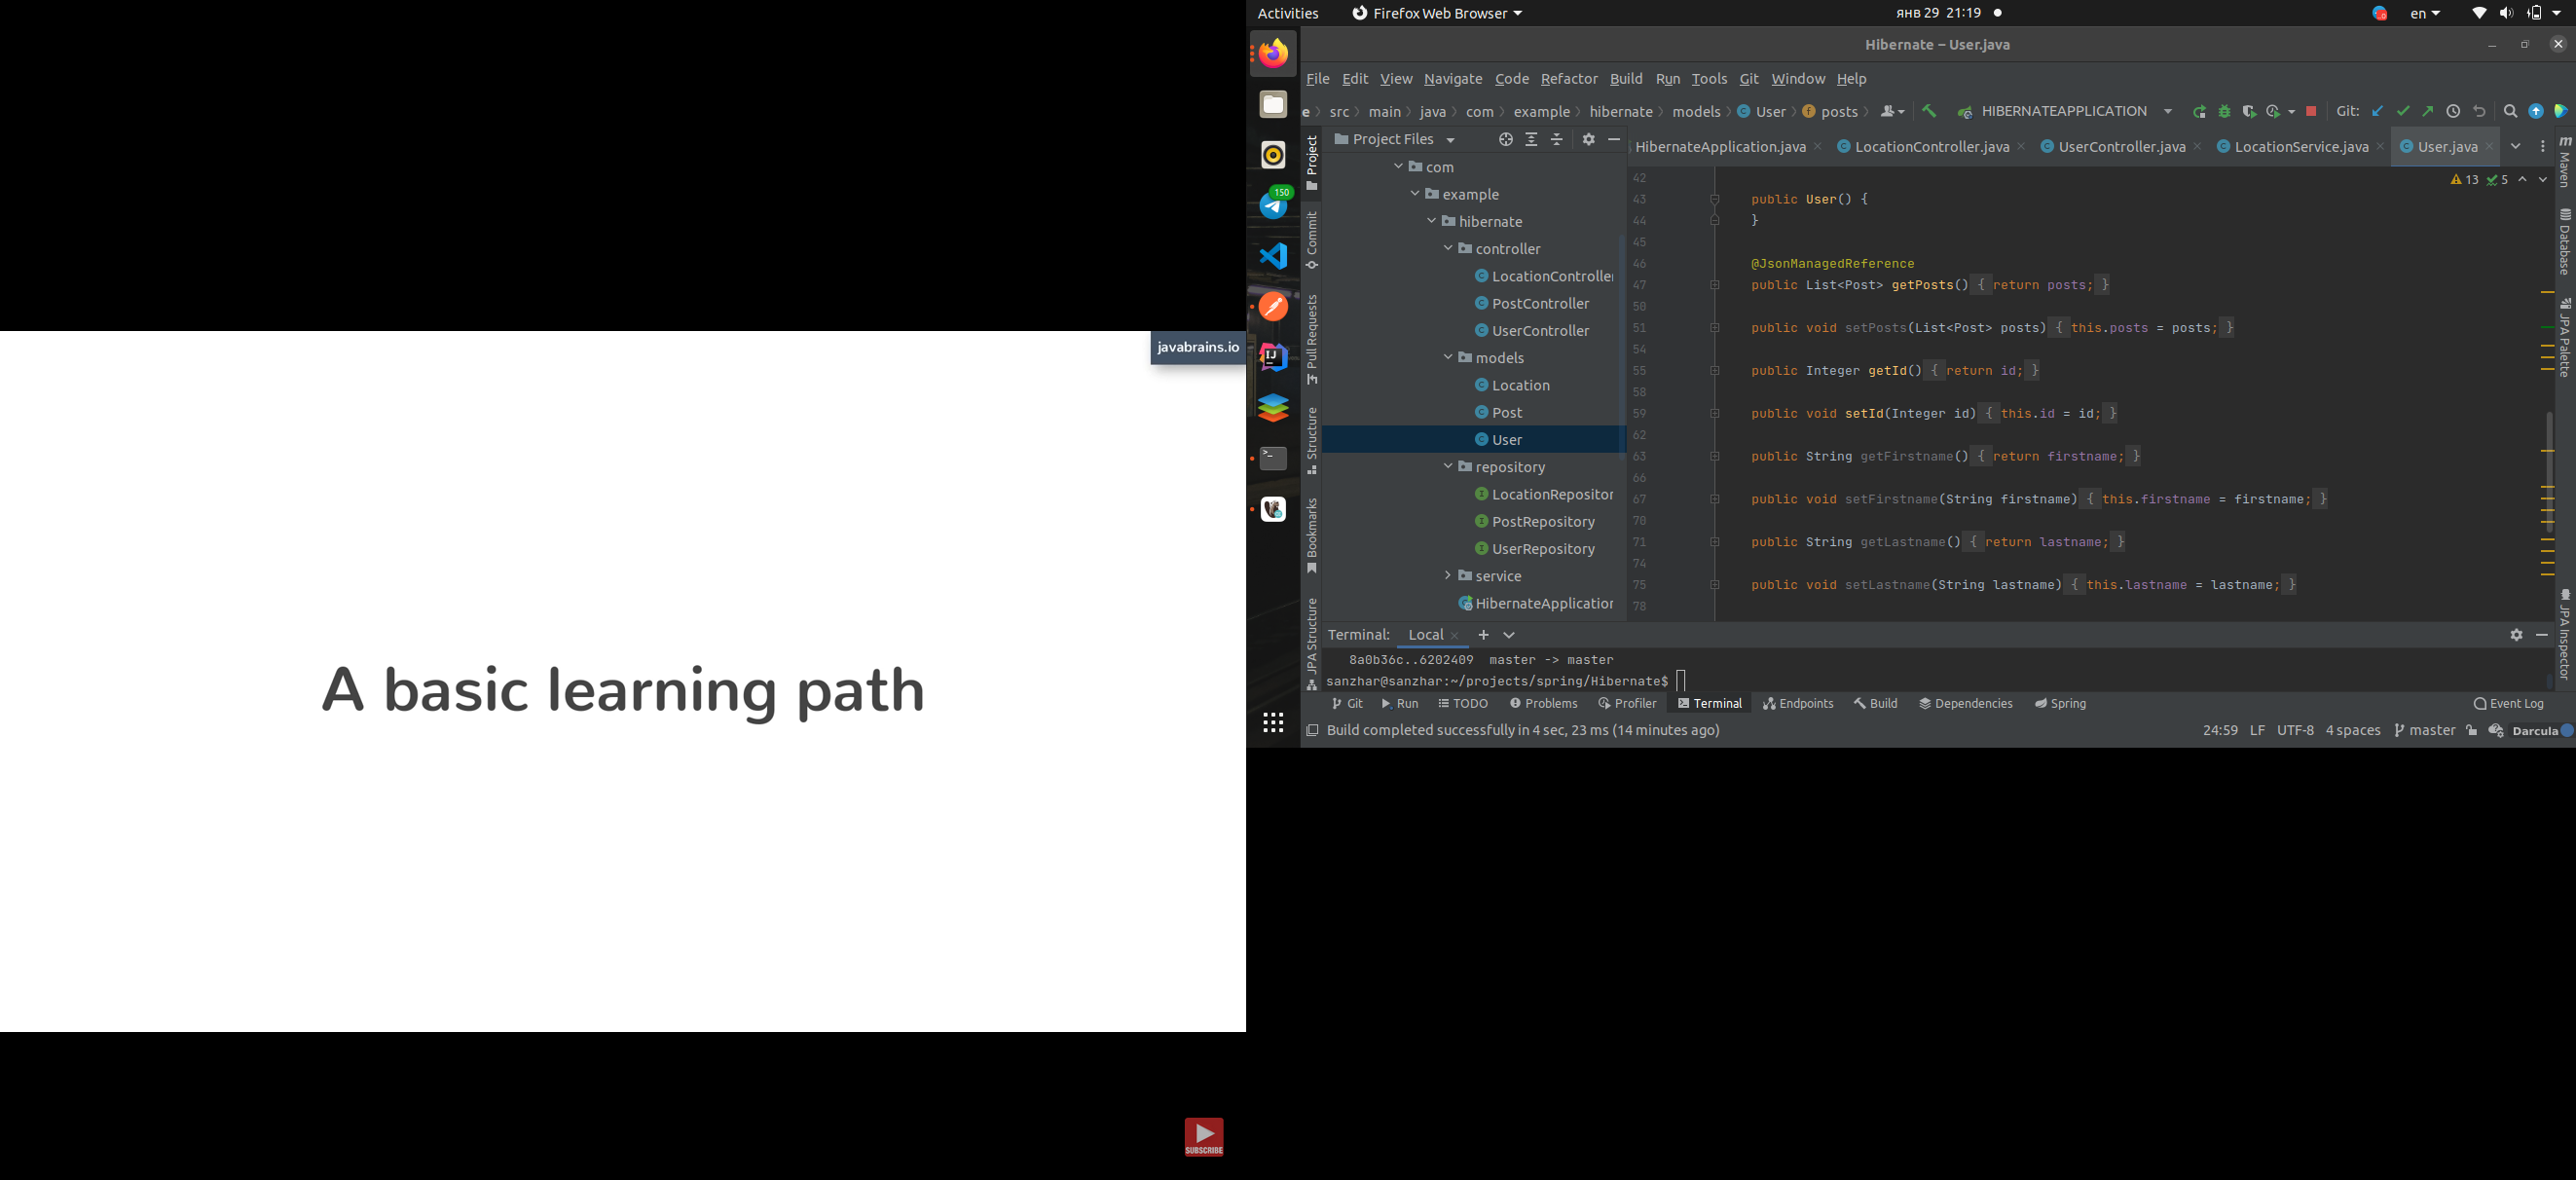 javabrains.io
A basic learning path
SUBSCRIBE
Activities
Firefox Web Browser
янв 29 21:19
en
Hibernate – User.java
File Edit View Navigate Code Refactor Build Run Tools Git Window Help
e src main java com example hibernate models User posts
HIBERNATEAPPLICATION
Git:
Project Files
HibernateApplication.java LocationController.java UserController.java LocationService.java User.java
150
Project
Commit
Pull Requests
Structure
Bookmarks
JPA Structure
com
example
hibernate
controller
LocationController
PostController
UserController
models
Location
Post
User
repository
LocationRepositor
PostRepository
UserRepository
service
HibernateApplication
13 5
42
43 public User() {
44 }
45
46 @JsonManagedReference
47 public List<Post> getPosts() { return posts; }
50
51 public void setPosts(List<Post> posts) { this.posts = posts; }
54
55 public Integer getId() { return id; }
58
59 public void setId(Integer id) { this.id = id; }
62
63 public String getFirstname() { return firstname; }
66
67 public void setFirstname(String firstname) { this.firstname = firstname; }
70
71 public String getLastname() { return lastname; }
74
75 public void setLastname(String lastname) { this.lastname = lastname; }
78
Maven
Database
JPA Palette
JPA Inspector
Terminal: Local
8a0b36c..6202409 master -> master
sanzhar@sanzhar:~/projects/spring/Hibernate$
Git Run TODO Problems Profiler Terminal Endpoints Build Dependencies Spring
Event Log
Build completed successfully in 4 sec, 23 ms (14 minutes ago)
24:59 LF UTF-8 4 spaces master Darcula